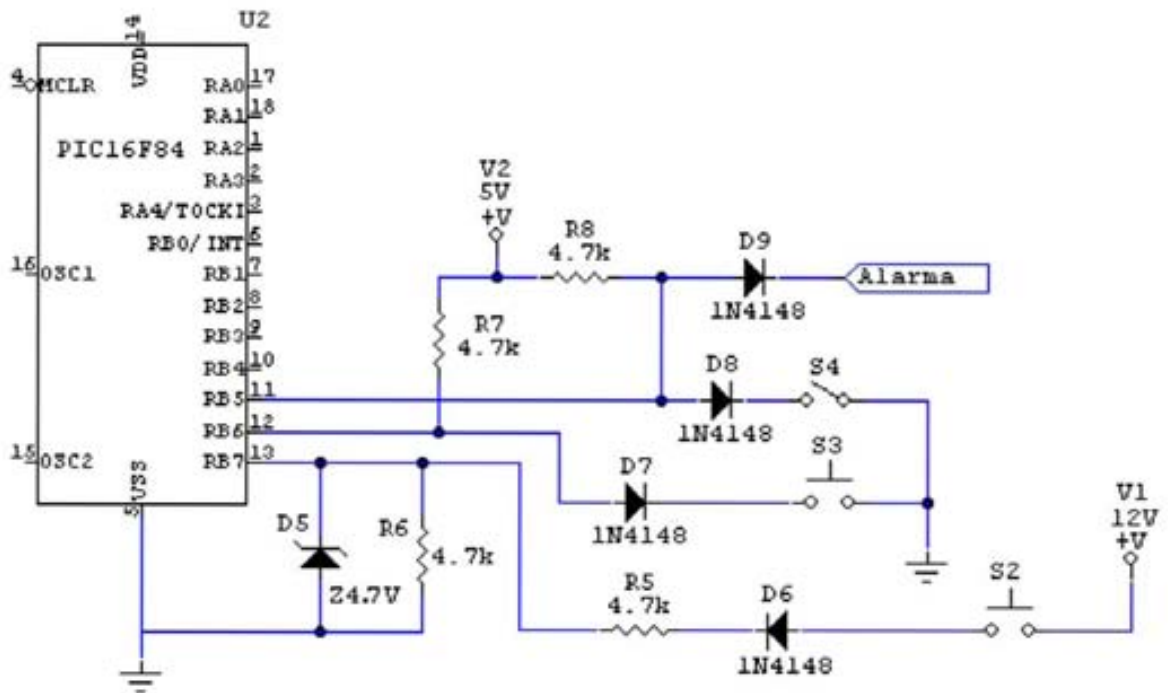 U2
VDD 14
4 MCLR
RA0 17
RA1 18
PIC16F84
RA2 1
RA3 2
RA4/TOCKI 3
RB0/INT 6
16 OSC1
RB1 7
RB2 8
RB3 9
RB4 10
RB5 11
RB6 12
15 OSC2
RB7 13
5 VSS
V2
5V
+V
R8
4.7k
D9
1N4148
Alarma
R7
4.7k
D8
1N4148
S4
D7
1N4148
S3
D5
Z4.7V
R6
4.7k
R5
4.7k
D6
1N4148
S2
V1
12V
+V